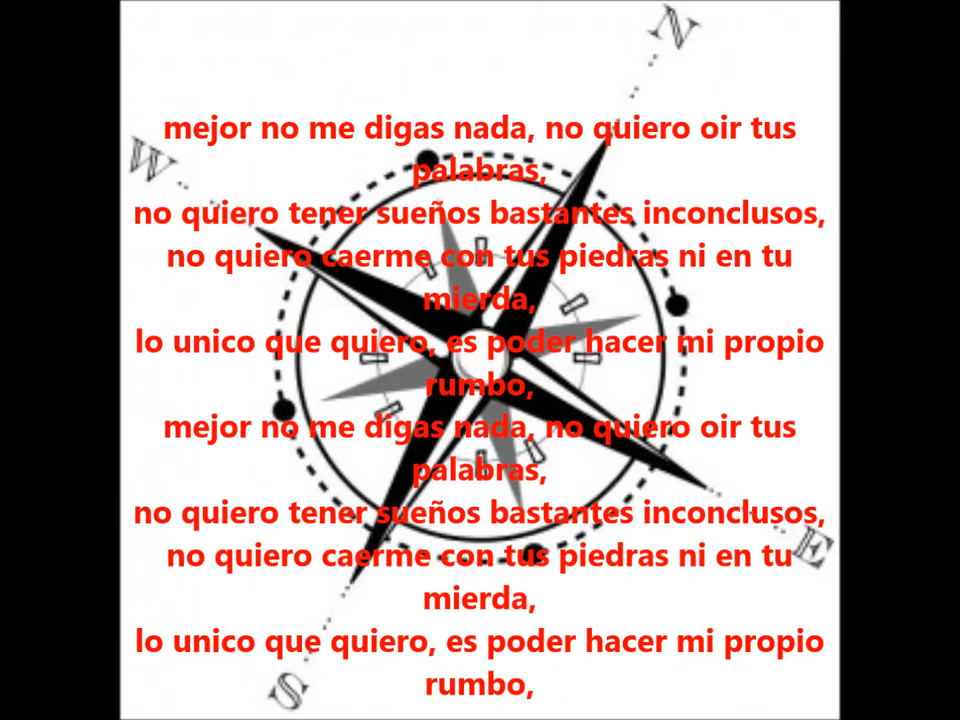 N
W
mejor no me digas nada, no quiero oir tus
palabras,
no quiero tener sueños bastantes inconclusos,
no quiero caerme con tus piedras ni en tu
mierda,
lo unico que quiero, es poder hacer mi propio
rumbo,
mejor no me digas nada, no quiero oir tus
palabras,
no quiero tener sueños bastantes inconclusos,
no quiero caerme con tus piedras ni en tu
mierda,
lo unico que quiero, es poder hacer mi propio
rumbo,
E
S